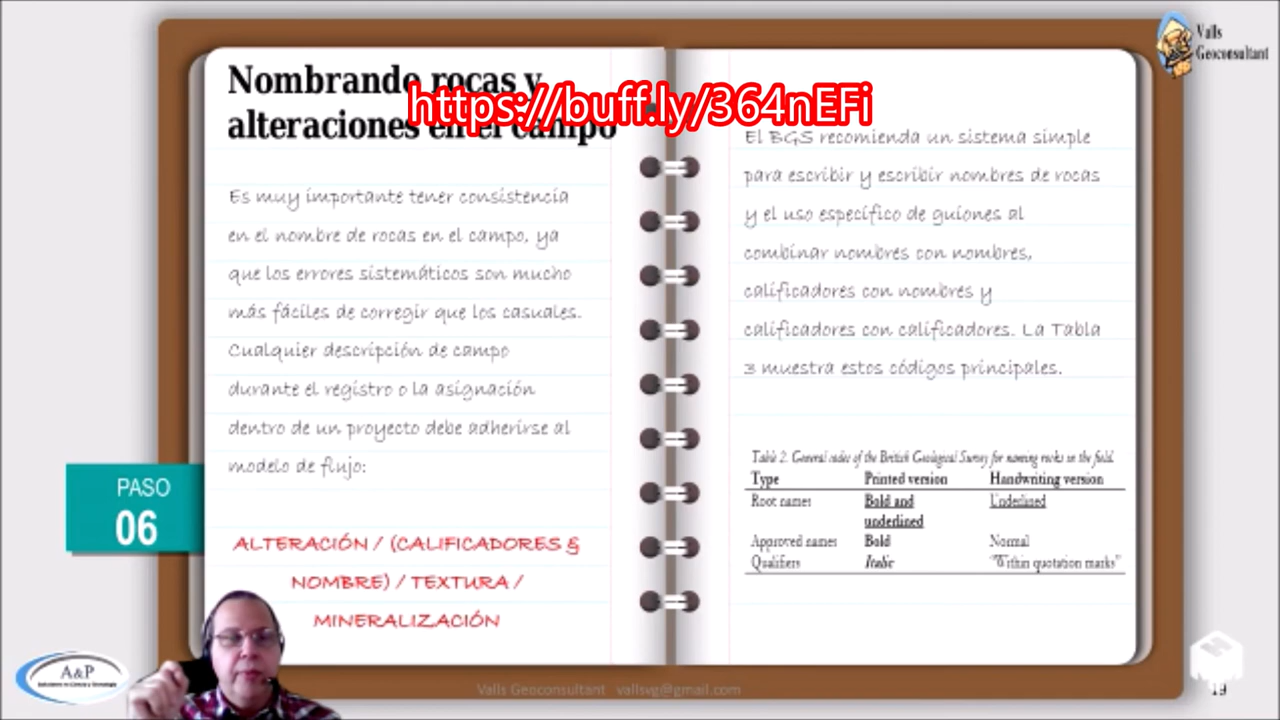 Valls
Geoconsultant
Nombrando rocas y
alteraciones en el campo
https://buff.ly/364nEFi
Es muy importante tener consistencia
en el nombre de rocas en el campo, ya
que los errores sistemáticos son mucho
más fáciles de corregir que los casuales.
Cualquier descripción de campo
durante el registro o la asignación
dentro de un proyecto debe adherirse al
modelo de flujo:
ALTERACIÓN / (CALIFICADORES &
NOMBRE) / TEXTURA /
MINERALIZACIÓN
El BGS recomienda un sistema simple
para escribir y escribir nombres de rocas
y el uso específico de guiones al
combinar nombres con nombres,
calificadores con nombres y
calificadores con calificadores. La Tabla
3 muestra estos códigos principales.
Table 2. General codes of the British Geological Survey for naming rocks on the field.
Type Printed version Handwriting version
Root names Bold and underlined Underlined
Approved names Bold Normal
Qualifiers Italic "Within quotation marks"
PASO
06
A&P
Valls Geoconsultant vallsvg@gmail.com
19